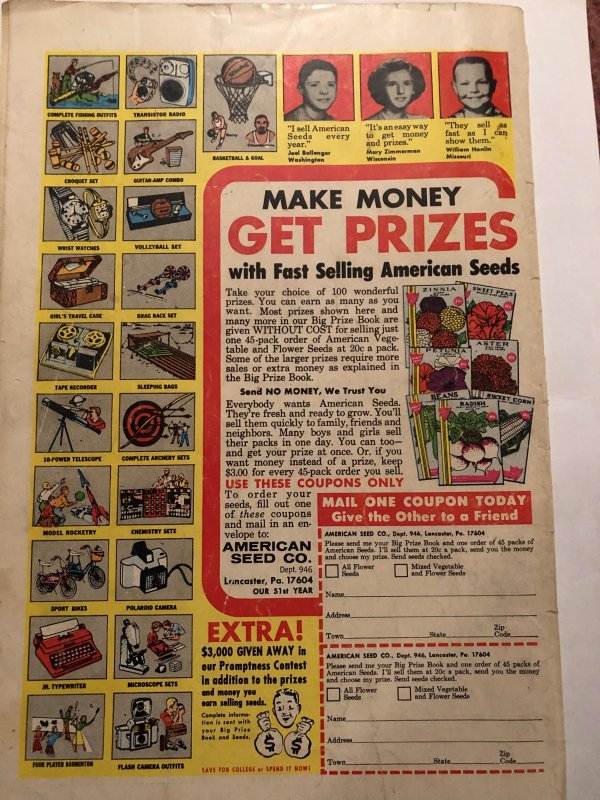 COMPLETE FISHING OUTFITS
TRANSISTOR RADIO
BASKETBALL & GOAL
CROQUET SET
GUITAR-AMP COMBO
WRIST WATCHES
VOLLEYBALL SET
GIRL'S TRAVEL CASE
DRAG RACE SET
TAPE RECORDER
SLEEPING BAGS
30-POWER TELESCOPE
COMPLETE ARCHERY SETS
MODEL ROCKETRY
CHEMISTRY SETS
SPORT BIKES
POLAROID CAMERA
JR. TYPEWRITER
MICROSCOPE SETS
FOUR PLAYER BADMINTON
FLASH CAMERA OUTFITS
"I sell American
Seeds every
year."
Joel Ballenger
Washington
"It's an easy way
to get money
and prizes."
Mary Zimmerman
Wisconsin
"They sell as
fast as I can
show them."
William Hanlin
Missouri
MAKE MONEY
GET PRIZES
with Fast Selling American Seeds
Take your choice of 100 wonderful
prizes. You can earn as many as you
want. Most prizes shown here and
many more in our Big Prize Book are
given WITHOUT COST for selling just
one 45-pack order of American Vege-
table and Flower Seeds at 20c a pack.
Some of the larger prizes require more
sales or extra money as explained in
the Big Prize Book.
Send NO MONEY, We Trust You
Everybody wants American Seeds.
They're fresh and ready to grow. You'll
sell them quickly to family, friends and
neighbors. Many boys and girls sell
their packs in one day. You can too—
and get your prize at once. Or, if you
want money instead of a prize, keep
$3.00 for every 45-pack order you sell.
ZINNIA
SWEET PEAS
PETUNIA
ASTER
BEANS
RADISH
SWEET CORN
USE THESE COUPONS ONLY
To order your
seeds, fill out one
of these coupons
and mail in an en-
velope to:
AMERICAN
SEED CO.
Dept. 946
Lancaster, Pa. 17604
OUR 51st YEAR
MAIL ONE COUPON TODAY
Give the Other to a Friend
AMERICAN SEED CO., Dept. 946, Lancaster, Pa. 17604
Please send me your Big Prize Book and one order of 45 packs of
American Seeds. I'll sell them at 20c a pack, send you the money
and choose my prize. Send seeds checked.
All Flower
Seeds
Mixed Vegetable
and Flower Seeds
Name
Address
Town State Zip Code
AMERICAN SEED CO., Dept. 946, Lancaster, Pa. 17604
Please send me your Big Prize Book and one order of 45 packs of
American Seeds. I'll sell them at 20c a pack, send you the money
and choose my prize. Send seeds checked.
All Flower
Seeds
Mixed Vegetable
and Flower Seeds
Name
Address
Town State Zip Code
EXTRA!
$3,000 GIVEN AWAY in
our Promptness Contest
in addition to the prizes
and money you
earn selling seeds.
Complete informa-
tion is sent with
your Big Prize
Book and Seeds.
$ $
SAVE FOR COLLEGE or SPEND IT NOW!